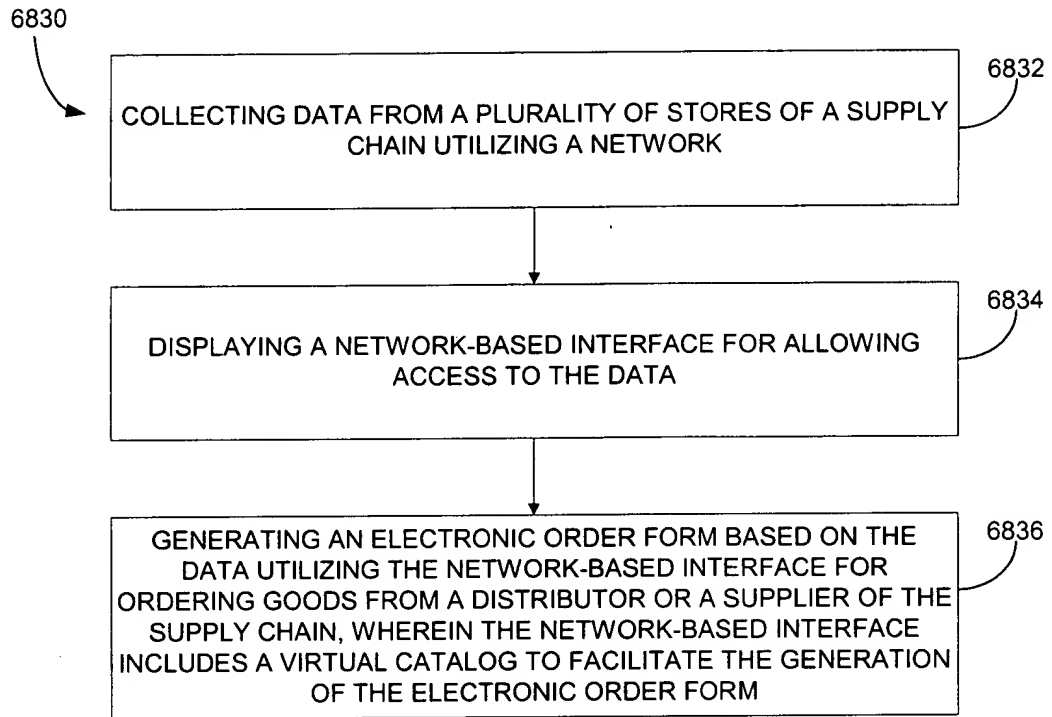 6830
6832
COLLECTING DATA FROM A PLURALITY OF STORES OF A SUPPLY
CHAIN UTILIZING A NETWORK
6834
DISPLAYING A NETWORK-BASED INTERFACE FOR ALLOWING
ACCESS TO THE DATA
6836
GENERATING AN ELECTRONIC ORDER FORM BASED ON THE
DATA UTILIZING THE NETWORK-BASED INTERFACE FOR
ORDERING GOODS FROM A DISTRIBUTOR OR A SUPPLIER OF THE
SUPPLY CHAIN, WHEREIN THE NETWORK-BASED INTERFACE
INCLUDES A VIRTUAL CATALOG TO FACILITATE THE GENERATION
OF THE ELECTRONIC ORDER FORM